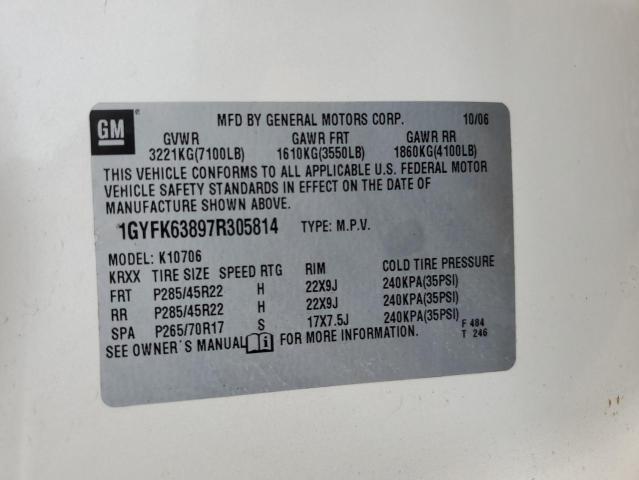 GM
MFD BY GENERAL MOTORS CORP. 10/06
GVWR GAWR FRT GAWR RR
3221KG(7100LB) 1610KG(3550LB) 1860KG(4100LB)
THIS VEHICLE CONFORMS TO ALL APPLICABLE U.S. FEDERAL MOTOR
VEHICLE SAFETY STANDARDS IN EFFECT ON THE DATE OF
MANUFACTURE SHOWN ABOVE.
1GYFK63897R305814 TYPE: M.P.V.
MODEL: K10706
KRXX TIRE SIZE SPEED RTG RIM COLD TIRE PRESSURE
FRT P285/45R22 H 22X9J 240KPA(35PSI)
RR P285/45R22 H 22X9J 240KPA(35PSI)
SPA P265/70R17 S 17X7.5J 240KPA(35PSI)
SEE OWNER'S MANUAL FOR MORE INFORMATION. F 484
T 246